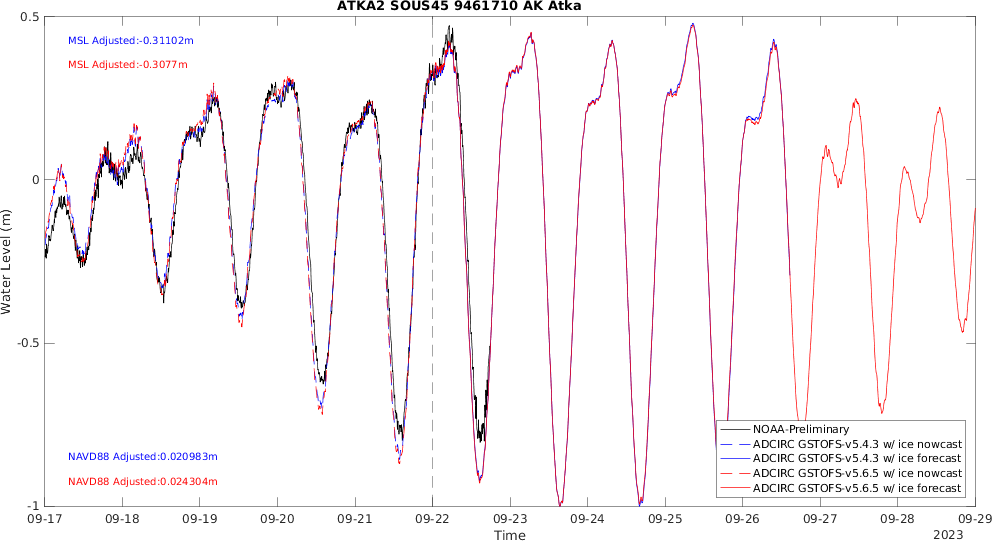 ATKA2 SOUS45 9461710 AK Atka
MSL Adjusted:-0.31102m
MSL Adjusted:-0.3077m
NAVD88 Adjusted:0.020983m
NAVD88 Adjusted:0.024304m
0.5
0
-0.5
-1
Water Level (m)
NOAA-Preliminary
ADCIRC GSTOFS-v5.4.3 w/ ice nowcast
ADCIRC GSTOFS-v5.4.3 w/ ice forecast
ADCIRC GSTOFS-v5.6.5 w/ ice nowcast
ADCIRC GSTOFS-v5.6.5 w/ ice forecast
09-17 09-18 09-19 09-20 09-21 09-22 09-23 09-24 09-25 09-26 09-27 09-28 09-29
Time
2023